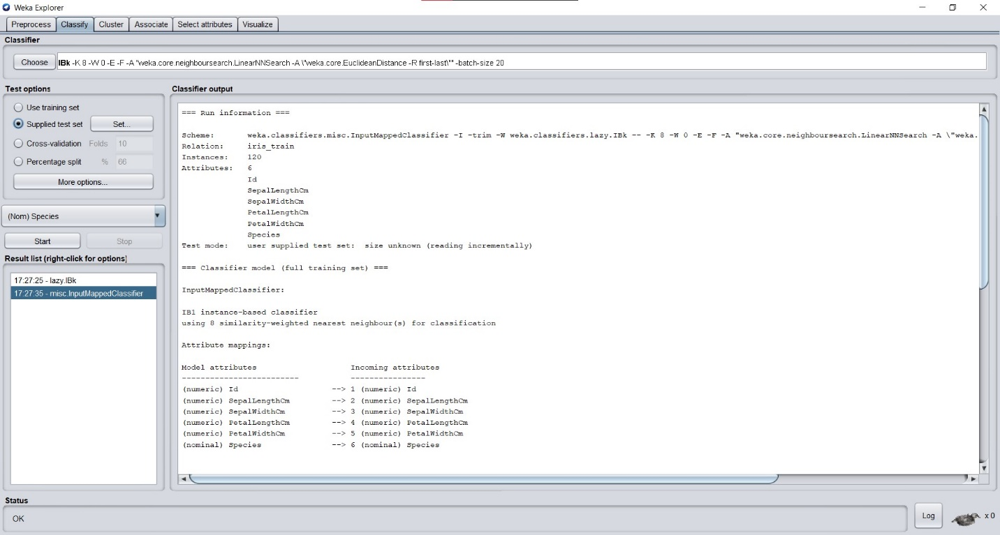 Weka Explorer
Preprocess Classify Cluster Associate Select attributes Visualize
Classifier
Choose IBk -K 8 -W 0 -E -F -A "weka.core.neighboursearch.LinearNNSearch -A \"weka.core.EuclideanDistance -R first-last\"" -batch-size 20
Test options
Use training set
Supplied test set Set...
Cross-validation Folds 10
Percentage split % 66
More options...
(Nom) Species
Start Stop
Result list (right-click for options)
17:27:25 - lazy.IBk
17:27:35 - misc.InputMappedClassifier
Classifier output
=== Run information ===
Scheme: weka.classifiers.misc.InputMappedClassifier -I -trim -W weka.classifiers.lazy.IBk -- -K 8 -W 0 -E -F -A "weka.core.neighboursearch.LinearNNSearch -A \"weka.
Relation: iris_train
Instances: 120
Attributes: 6
Id
SepalLengthCm
SepalWidthCm
PetalLengthCm
PetalWidthCm
Species
Test mode: user supplied test set: size unknown (reading incrementally)
=== Classifier model (full training set) ===
InputMappedClassifier:
IB1 instance-based classifier
using 8 similarity-weighted nearest neighbour(s) for classification
Attribute mappings:
Model attributes Incoming attributes
------------------------- ----------------
(numeric) Id --> 1 (numeric) Id
(numeric) SepalLengthCm --> 2 (numeric) SepalLengthCm
(numeric) SepalWidthCm --> 3 (numeric) SepalWidthCm
(numeric) PetalLengthCm --> 4 (numeric) PetalLengthCm
(numeric) PetalWidthCm --> 5 (numeric) PetalWidthCm
(nominal) Species --> 6 (nominal) Species
Status
OK
Log x 0